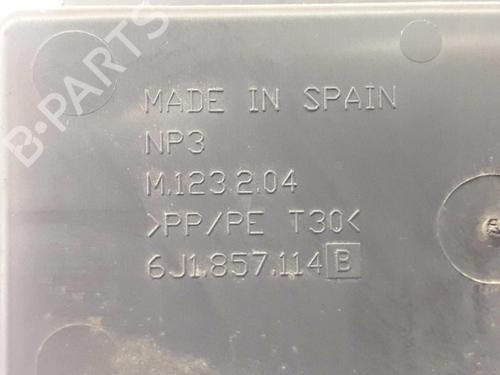 B-PARTS
MADE IN SPAIN
NP3
M.123.2.04
>PP/PE T30<
6J1.857.114 B